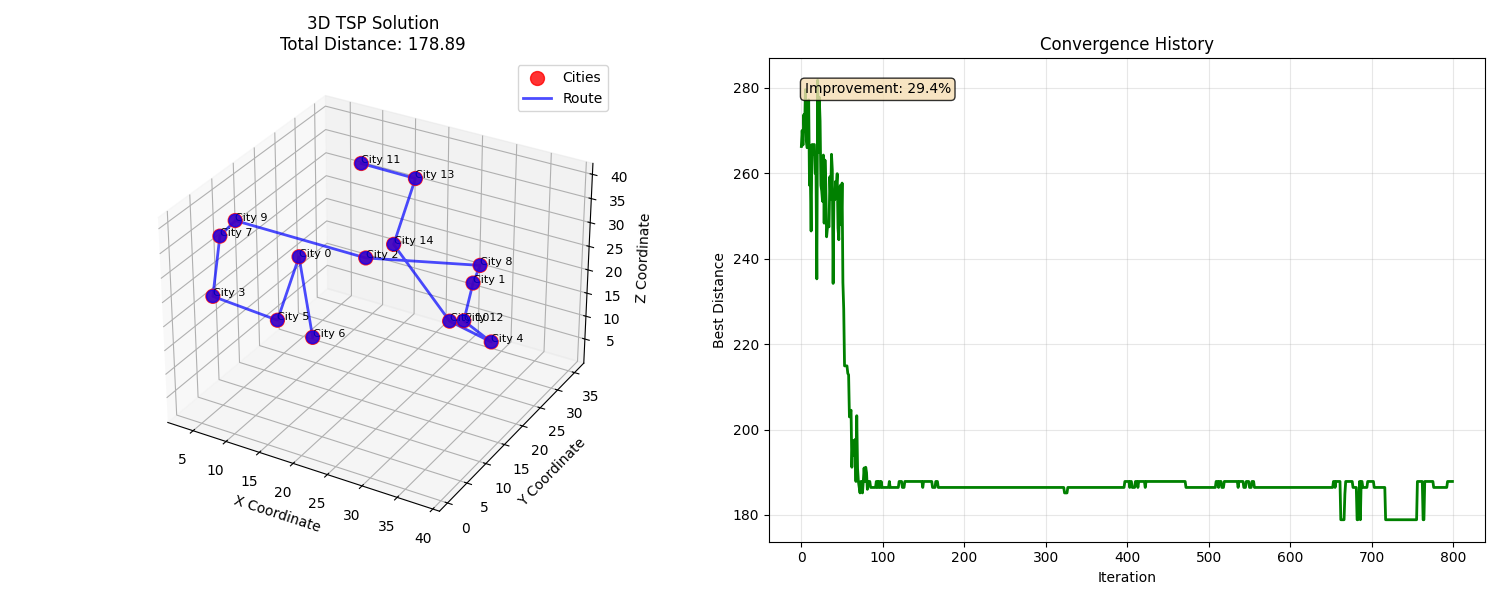 3D TSP Solution
Total Distance: 178.89
Cities
Route
City 11
City 13
City 9
City 7
City 14
City 0
City 2
City 8
City 1
City 3
City 5
City 6
City 12
City 4
40
35
30
25
20
15
10
5
Z Coordinate
5
10
15
20
25
30
35
40
X Coordinate
0
5
10
15
20
25
30
35
Y Coordinate
Convergence History
Improvement: 29.4%
280
260
240
220
200
180
Best Distance
0
100
200
300
400
500
600
700
800
Iteration